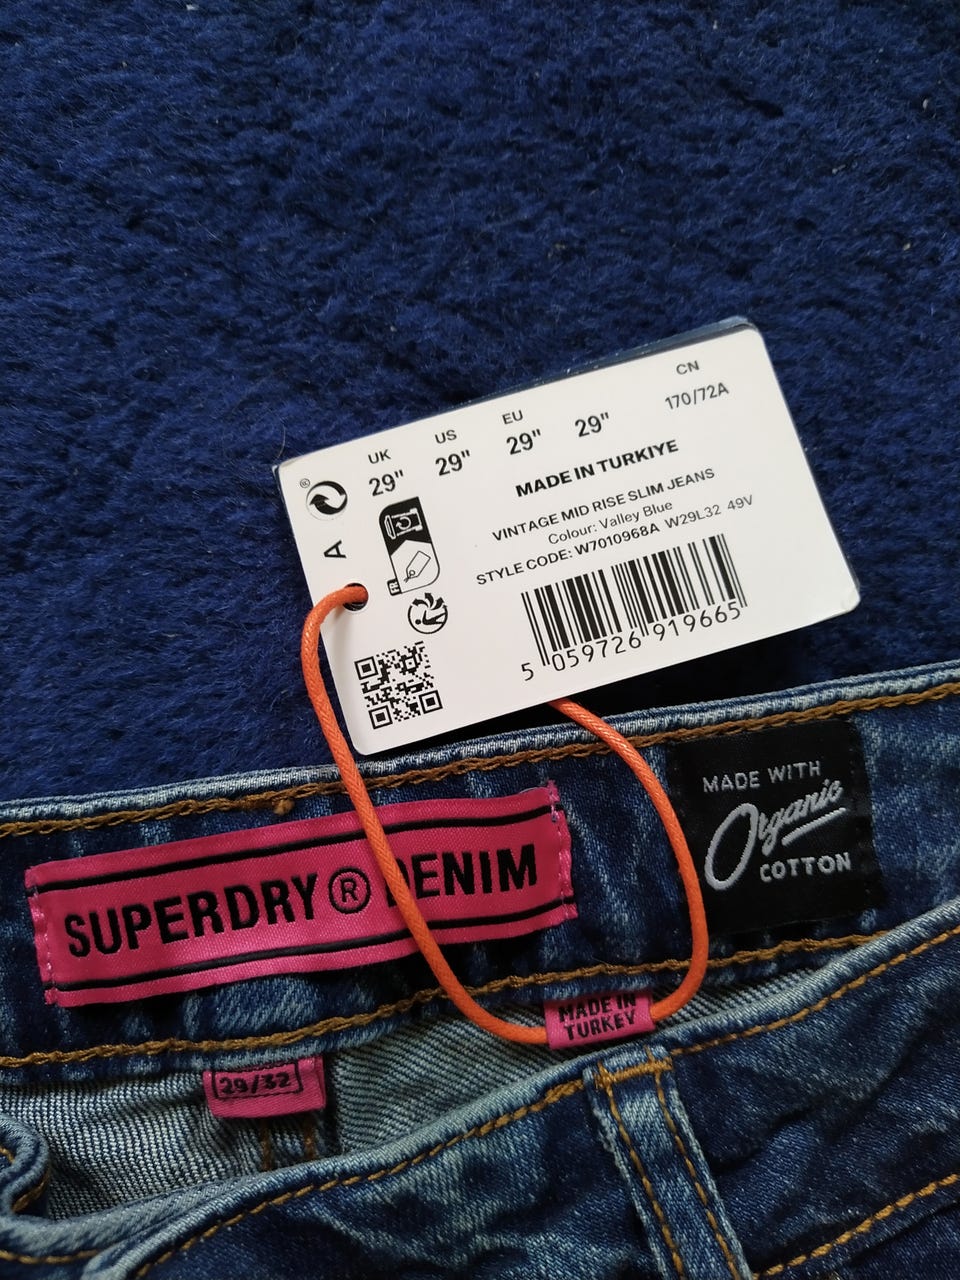 UK US EU CN
29" 29" 29" 29" 170/72A
MADE IN TURKIYE
VINTAGE MID RISE SLIM JEANS
Colour: Valley Blue
STYLE CODE: W7010968A W29L32 49V
5 059726 919665
®
A
FR
SUPERDRY® DENIM
MADE WITH
Organic
COTTON
MADE IN
TURKEY
29/32